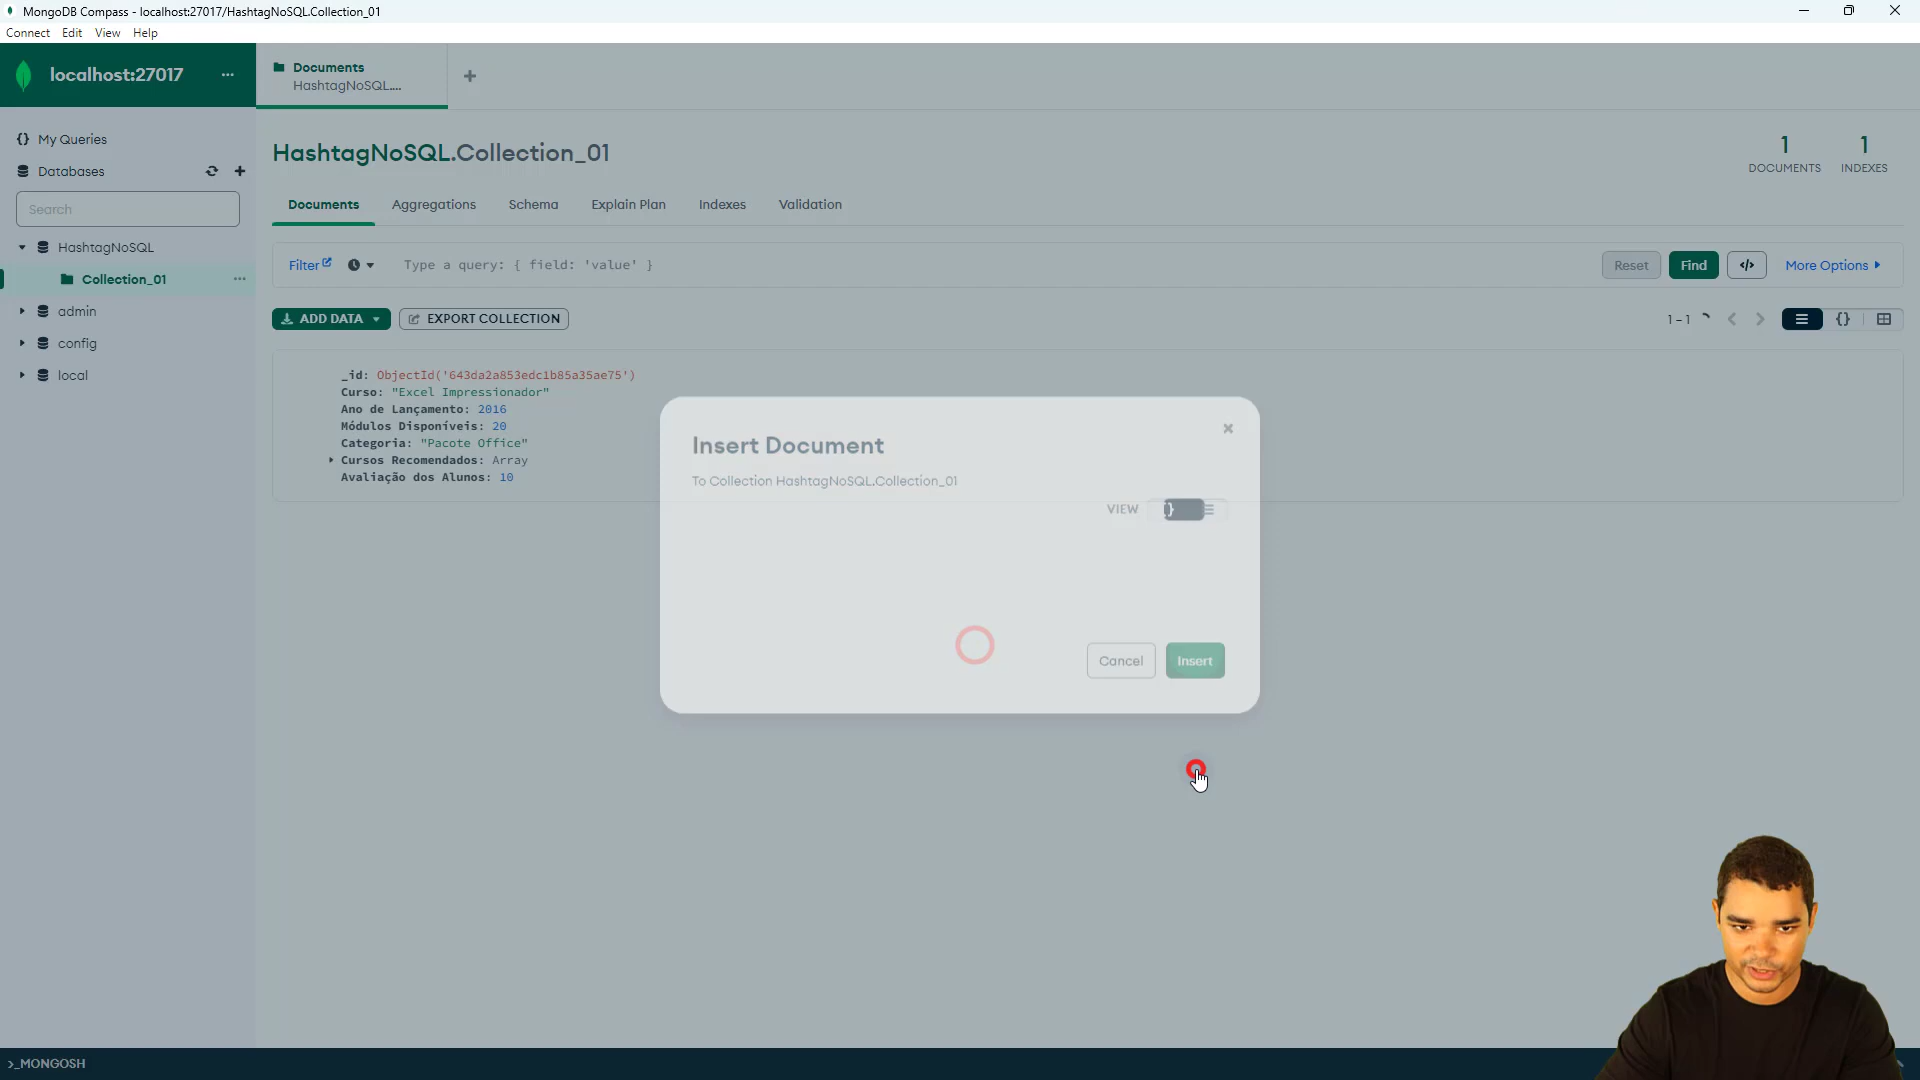 MongoDB Compass - localhost:27017/HashtagNoSQL.Collection_01
Connect Edit View Help
localhost:27017
Documents
HashtagNoSQL....
My Queries
Databases
Search
HashtagNoSQL
Collection_01
admin
config
local
HashtagNoSQL.Collection_01
1
DOCUMENTS
1
INDEXES
Documents Aggregations Schema Explain Plan Indexes Validation
Filter
Type a query: { field: 'value' }
Reset
Find
</>
More Options
ADD DATA
EXPORT COLLECTION
1 – 1
{}
_id: ObjectId('643da2a853edc1b85a35ae75')
Curso: "Excel Impressionador"
Ano de Lançamento: 2016
Módulos Disponíveis: 20
Categoria: "Pacote Office"
Cursos Recomendados: Array
Avaliação dos Alunos: 10
Insert Document
To Collection HashtagNoSQL.Collection_01
VIEW
Cancel
Insert
>_MONGOSH